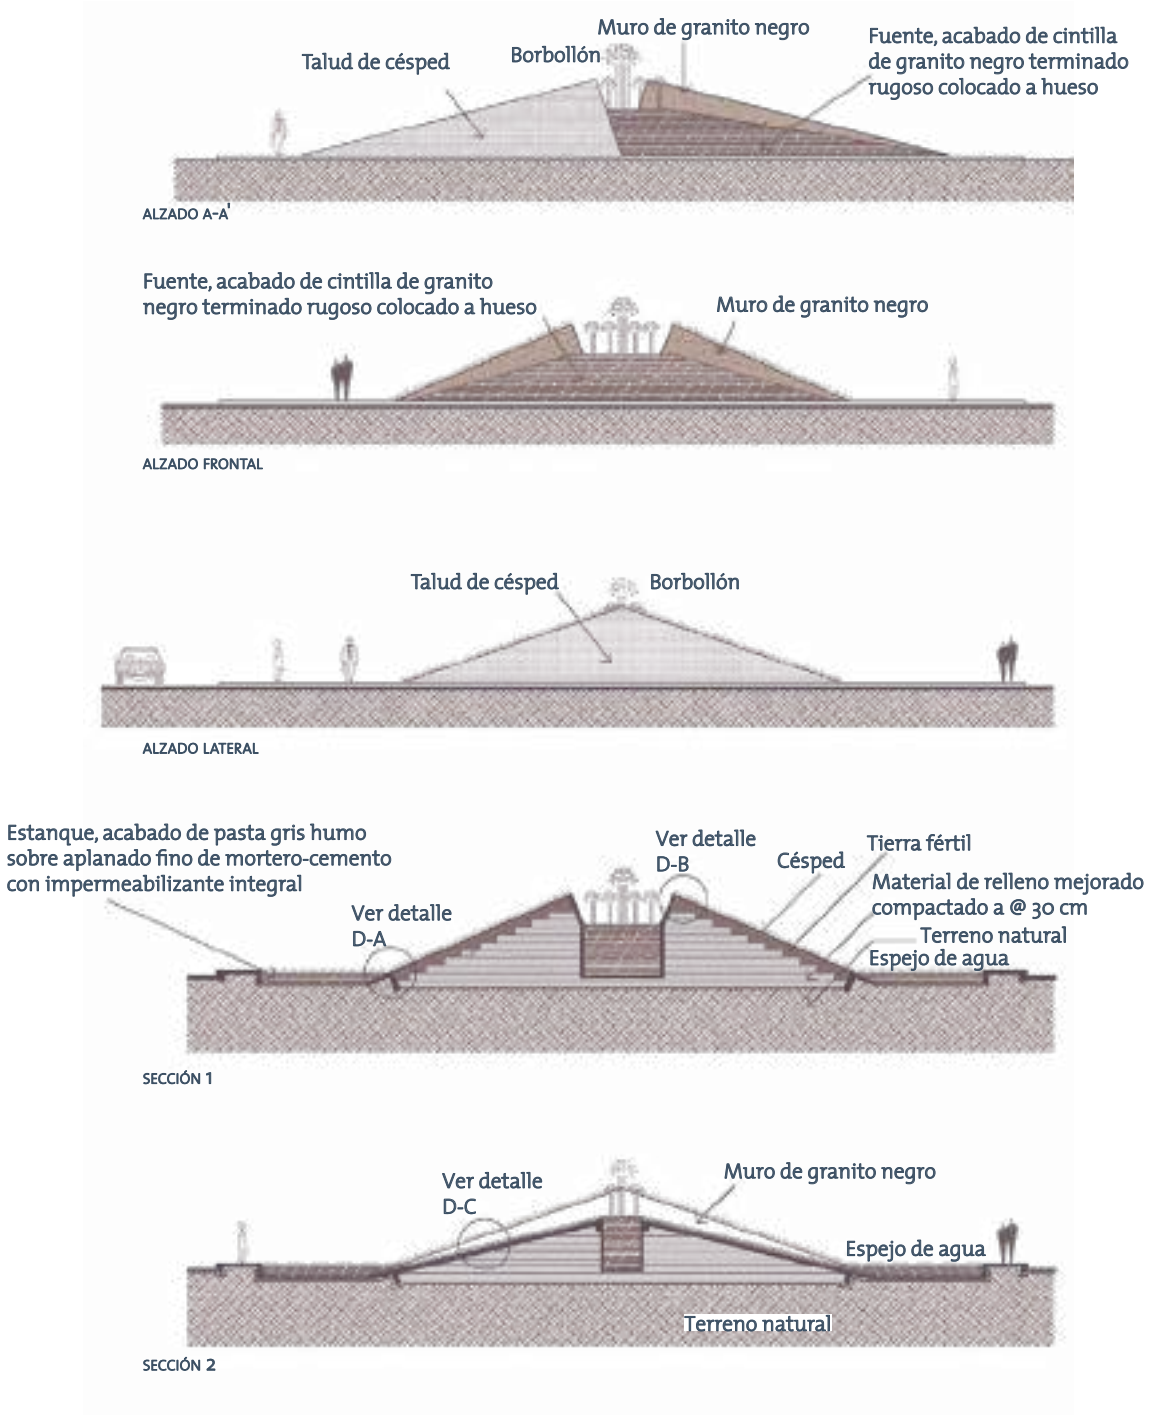 Muro de granito negro
Borbollón
Talud de césped
Fuente, acabado de cintilla
de granito negro terminado
rugoso colocado a hueso
ALZADO A-A'
Fuente, acabado de cintilla de granito
negro terminado rugoso colocado a hueso
Muro de granito negro
ALZADO FRONTAL
Talud de césped
Borbollón
ALZADO LATERAL
Estanque, acabado de pasta gris humo
sobre aplanado fino de mortero-cemento
con impermeabilizante integral
Ver detalle
D-A
Ver detalle
D-B
Césped
Tierra fértil
Material de relleno mejorado
compactado a @ 30 cm
Terreno natural
Espejo de agua
SECCIÓN 1
Ver detalle
D-C
Muro de granito negro
Espejo de agua
Terreno natural
SECCIÓN 2